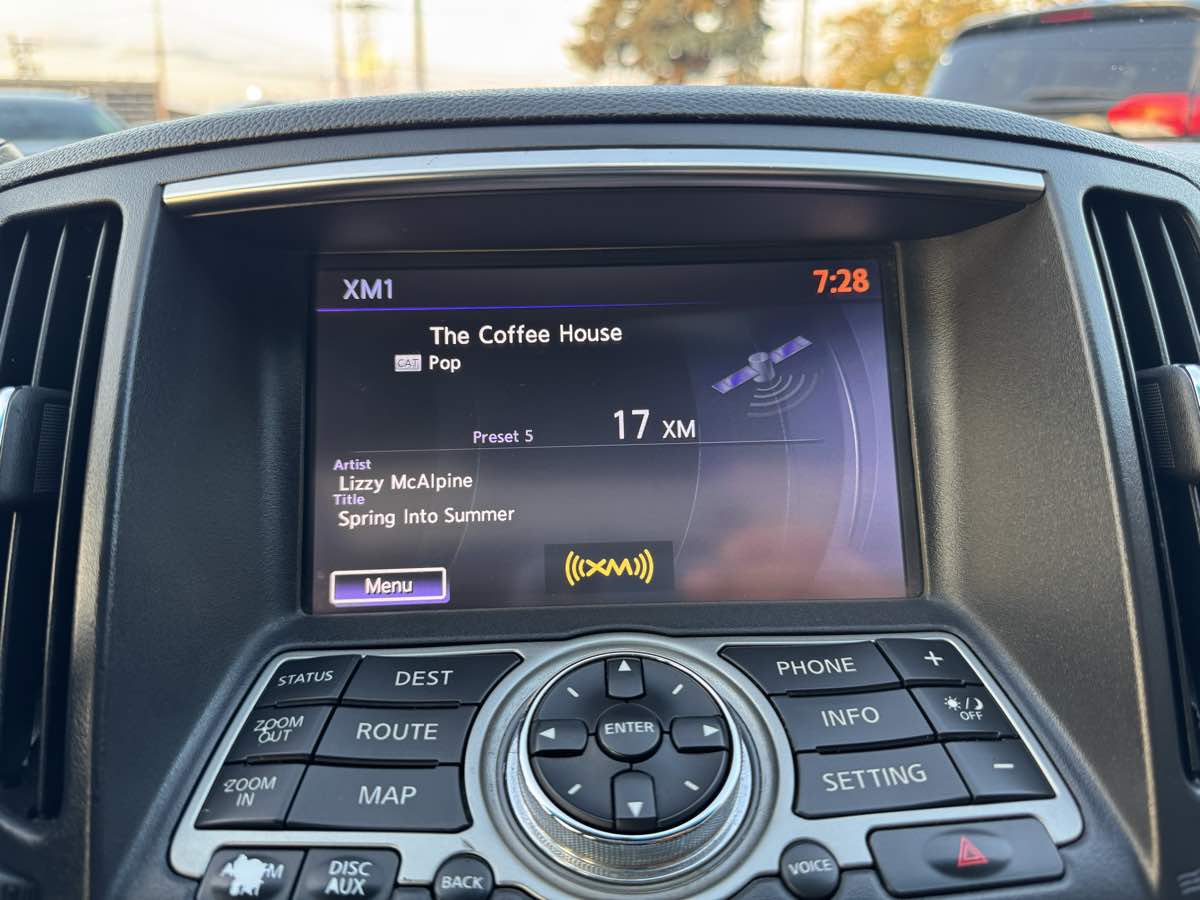 XM1
7:28
The Coffee House
CAT Pop
Preset 5 17 XM
Artist
Lizzy McAlpine
Title
Spring Into Summer
XM
Menu
STATUS
DEST
PHONE
+
ZOOM OUT
ROUTE
ENTER
INFO
OFF
ZOOM IN
MAP
SETTING
-
DISC AUX
BACK
VOICE